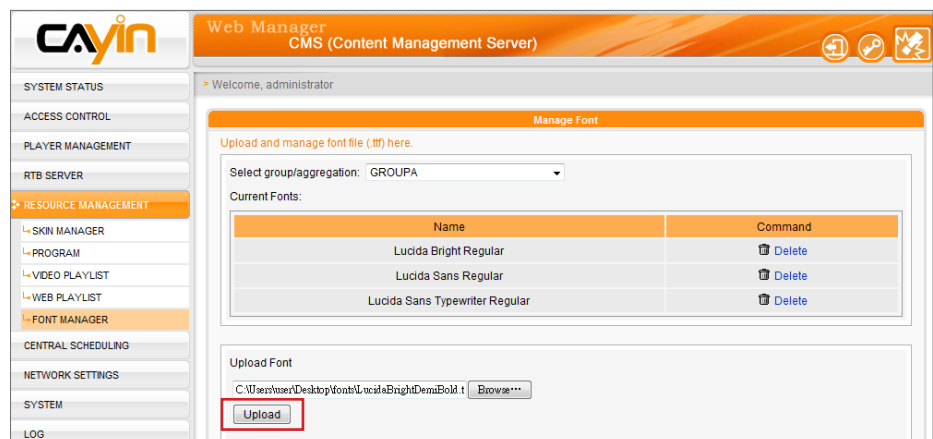 CAyin
Web Manager
CMS (Content Management Server)
SYSTEM STATUS
ACCESS CONTROL
PLAYER MANAGEMENT
RTB SERVER
RESOURCE MANAGEMENT
SKIN MANAGER
PROGRAM
VIDEO PLAYLIST
WEB PLAYLIST
FONT MANAGER
CENTRAL SCHEDULING
NETWORK SETTINGS
SYSTEM
LOG
> Welcome, administrator
Manage Font
Upload and manage font file (.ttf) here.
Select group/aggregation: GROUPA
Current Fonts:
Name Command
Lucida Bright Regular Delete
Lucida Sans Regular Delete
Lucida Sans Typewriter Regular Delete
Upload Font
C:\Users\user\Desktop\fonts\LucidaBrightDemiBold.t Browse···
Upload